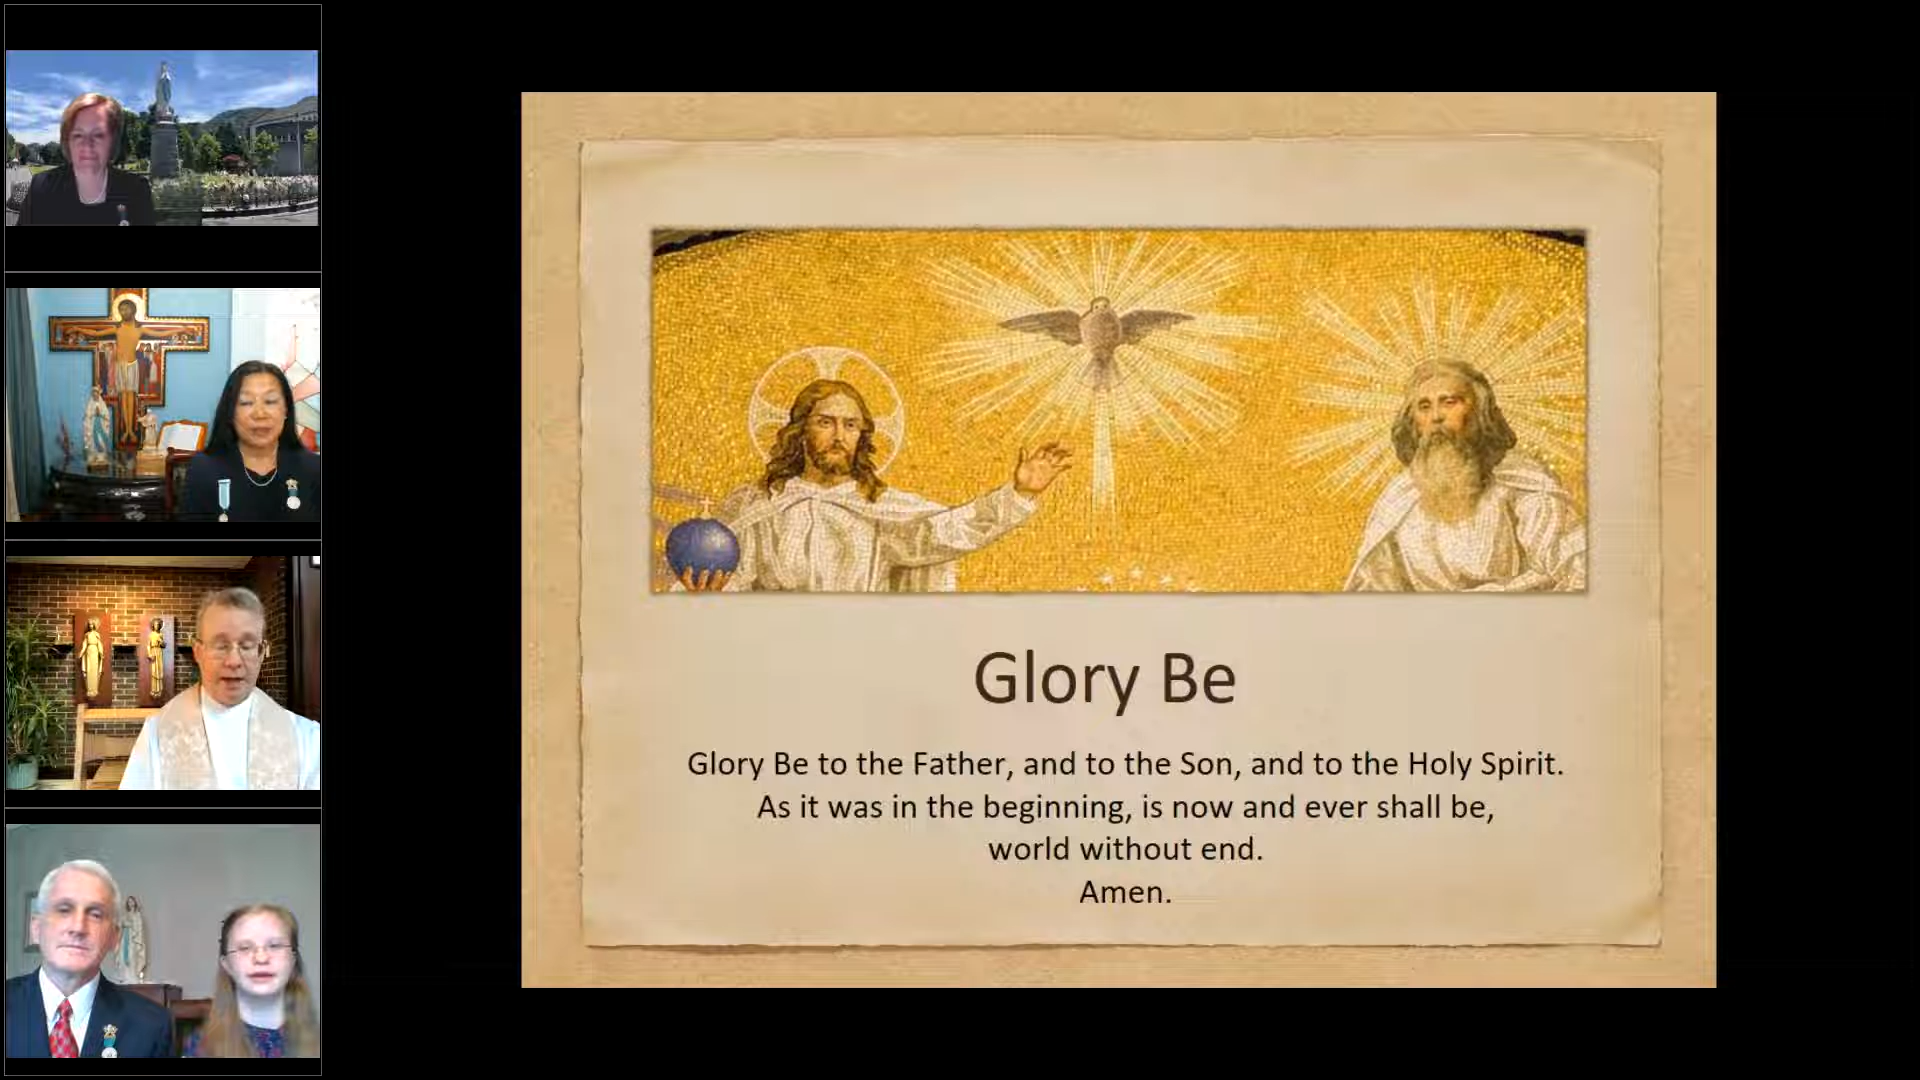 Glory Be
Glory Be to the Father, and to the Son, and to the Holy Spirit.
As it was in the beginning, is now and ever shall be,
world without end.
Amen.